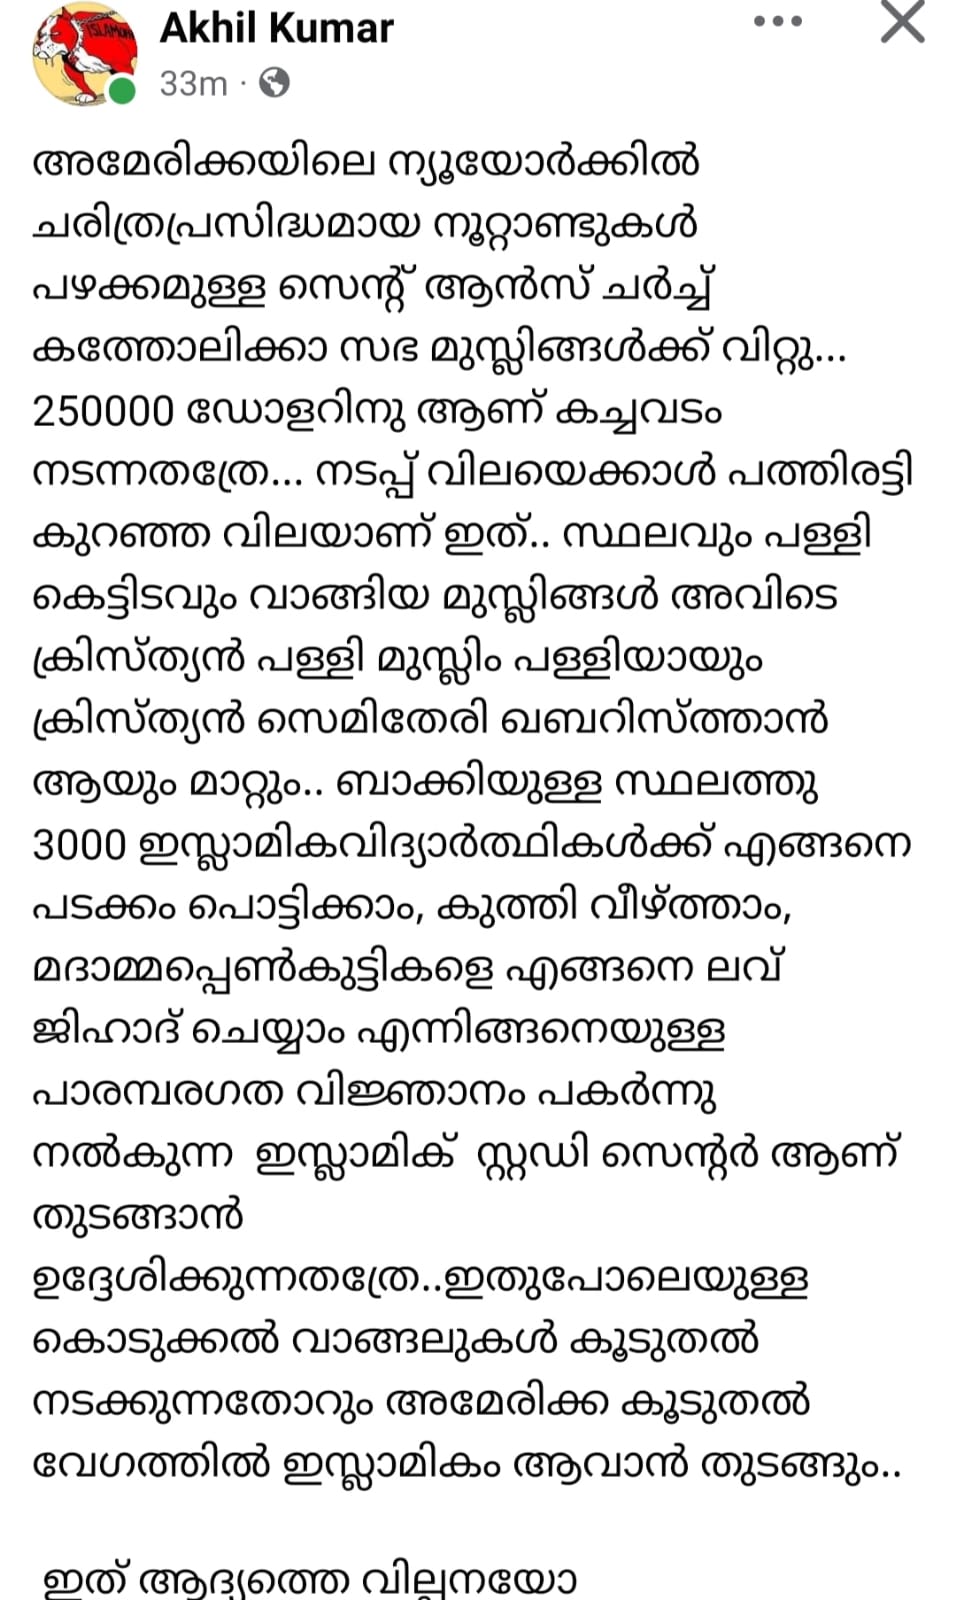 Akhil Kumar
33m
അമേരിക്കയിലെ ന്യൂയോർക്കിൽ
ചരിത്രപ്രസിദ്ധമായ നൂറ്റാണ്ടുകൾ
പഴക്കമുള്ള സെന്റ് ആൻസ് ചർച്ച്
കത്തോലിക്കാ സഭ മുസ്ലിങ്ങൾക്ക് വിറ്റു...
250000 ഡോളറിനു ആണ് കച്ചവടം
നടന്നതത്രേ... നടപ്പ് വിലയെക്കാൾ പത്തിരട്ടി
കുറഞ്ഞ വിലയാണ് ഇത്.. സ്ഥലവും പള്ളി
കെട്ടിടവും വാങ്ങിയ മുസ്ലിങ്ങൾ അവിടെ
ക്രിസ്ത്യൻ പള്ളി മുസ്ലിം പള്ളിയായും
ക്രിസ്ത്യൻ സെമിതേരി ഖബറിസ്ത്താൻ
ആയും മാറ്റും.. ബാക്കിയുള്ള സ്ഥലത്തു
3000 ഇസ്ലാമികവിദ്യാർത്ഥികൾക്ക് എങ്ങനെ
പടക്കം പൊട്ടിക്കാം, കുത്തി വീഴ്ത്താം,
മദാമ്മപ്പെൺകുട്ടികളെ എങ്ങനെ ലവ്
ജിഹാദ് ചെയ്യാം എന്നിങ്ങനെയുള്ള
പാരമ്പരഗത വിജ്ഞാനം പകർന്നു
നൽകുന്ന ഇസ്ലാമിക് സ്റ്റഡി സെന്റർ ആണ്
തുടങ്ങാൻ
ഉദ്ദേശിക്കുന്നതത്രേ..ഇതുപോലെയുള്ള
കൊടുക്കൽ വാങ്ങലുകൾ കൂടുതൽ
നടക്കുന്നതോറും അമേരിക്ക കൂടുതൽ
വേഗത്തിൽ ഇസ്ലാമികം ആവാൻ തുടങ്ങും..
ഇത് ആദ്യത്തെ വില്പനയോ